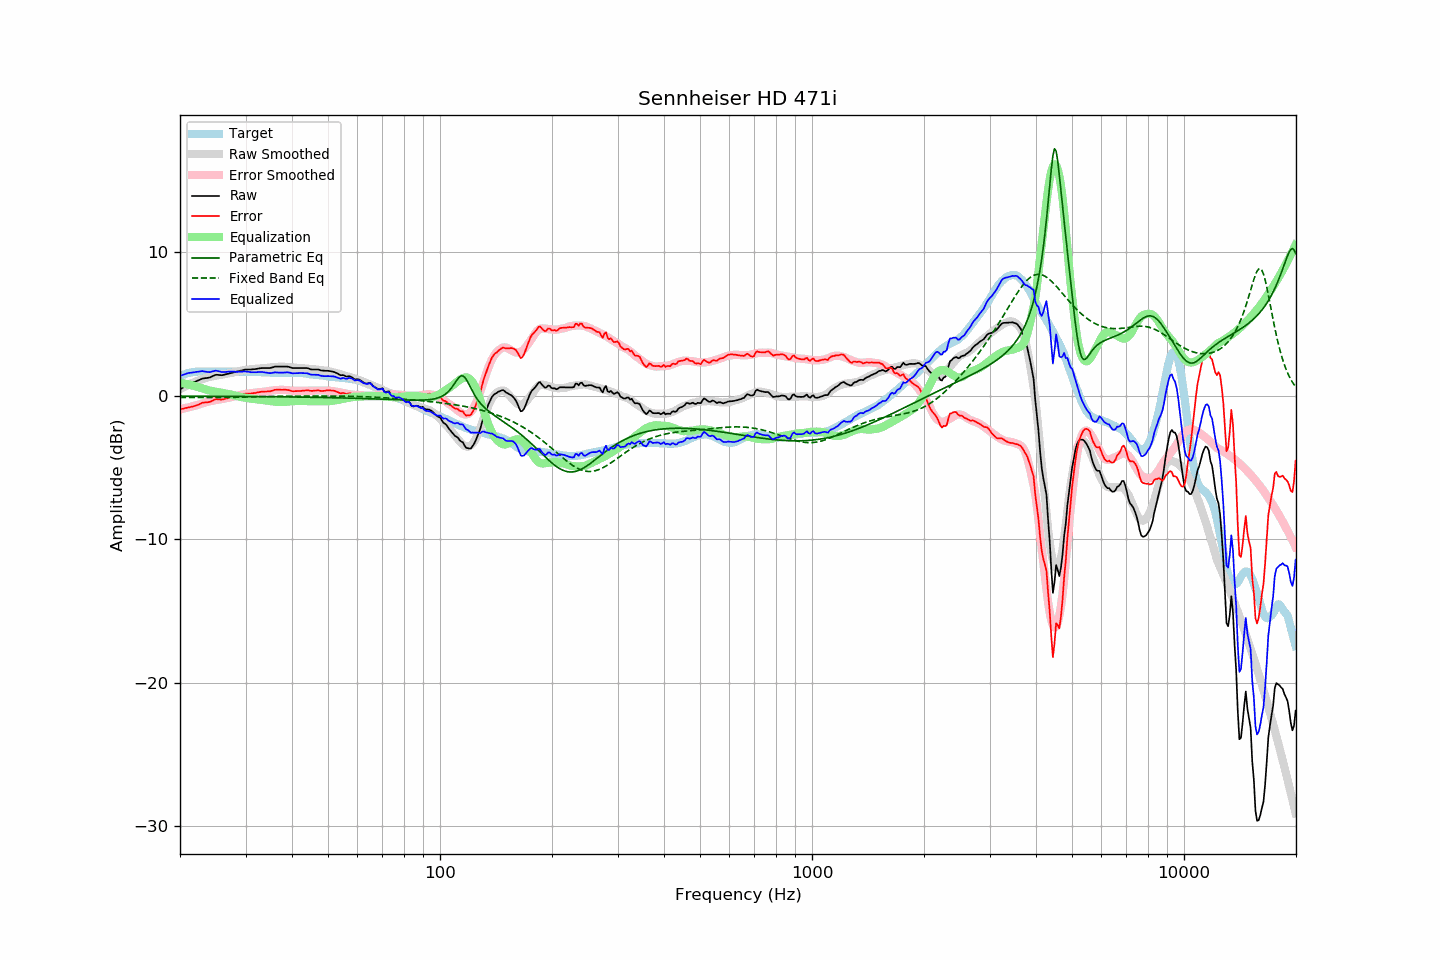 Sennheiser HD 471i
Target
Raw Smoothed
Error Smoothed
Raw
Error
Equalization
Parametric Eq
Fixed Band Eq
Equalized
Amplitude (dBr)
10
0
−10
−20
−30
100
1000
10000
Frequency (Hz)